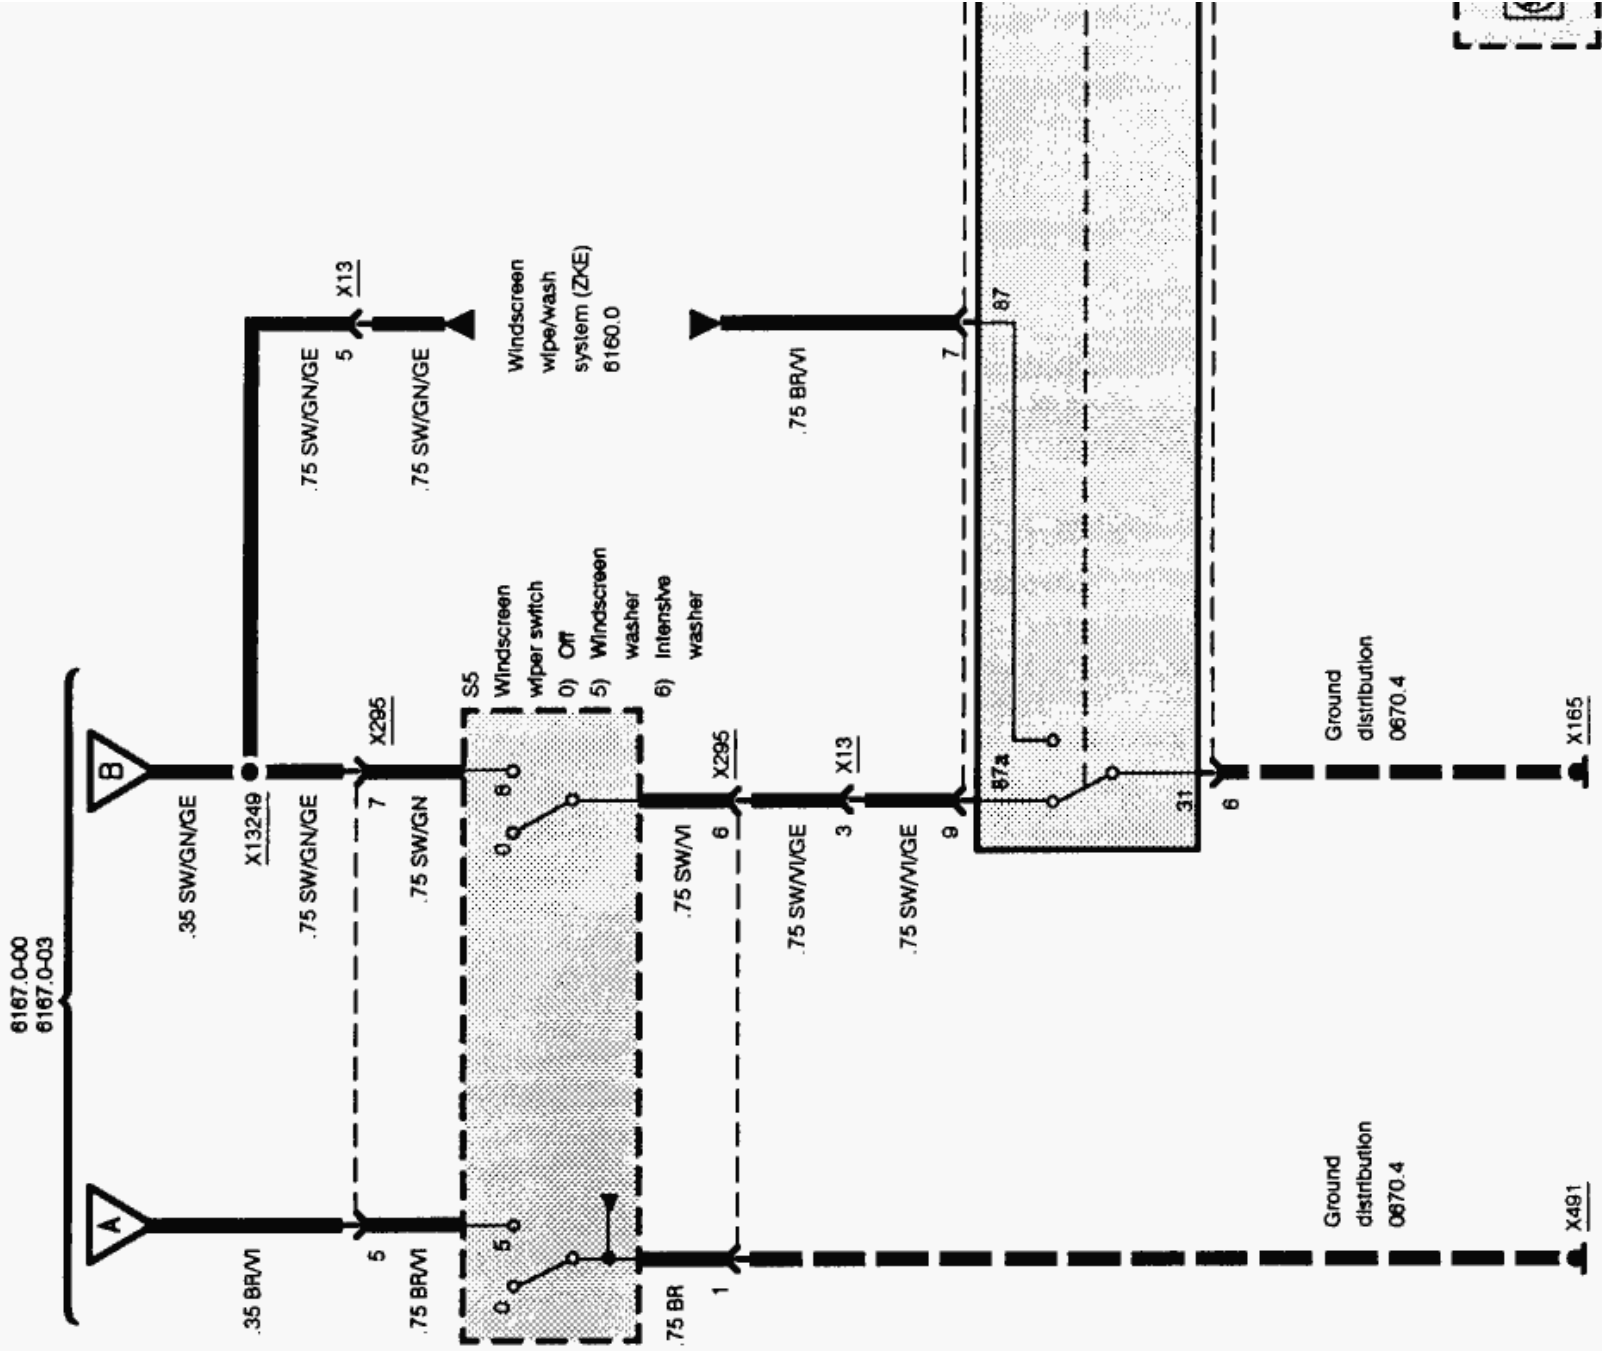 6167.0-00
6167.0-03
A
B
.35 BR/VI
.35 SW/GN/GE
X13249
.75 SW/GN/GE
.75 SW/GN/GE
5
X13
.75 SW/GN/GE
Windscreen
wipe/wash
system (ZKE)
6160.0
5
.75 BR/VI
7
X295
.75 SW/GN
S5
Windscreen
wiper switch
0) Off
5) Windscreen
washer
6) Intensive
washer
0
5
0
.75 BR
1
.75 SW/VI
6
X295
.75 SW/VI/GE
3
X13
.75 SW/VI/GE
9
.75 BR/VI
7
87
87a
31
6
Ground
distribution
0670.4
X491
Ground
distribution
0670.4
X165